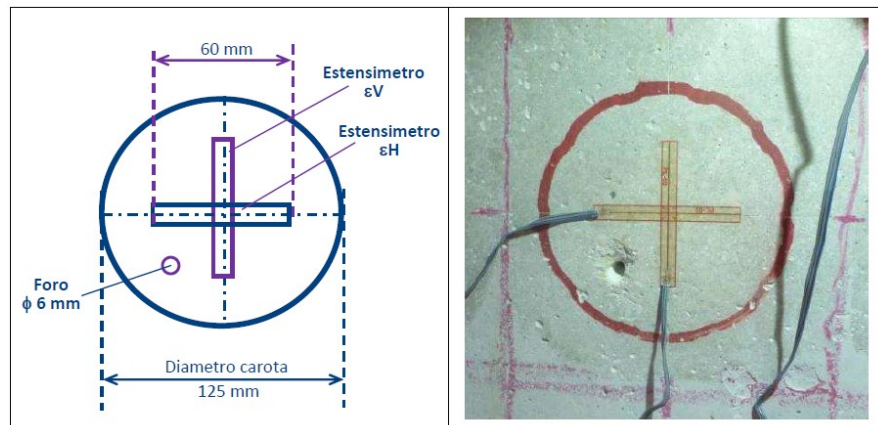 60 mm
Estensimetro
εV
Estensimetro
εH
Foro
ϕ 6 mm
Diametro carota
125 mm